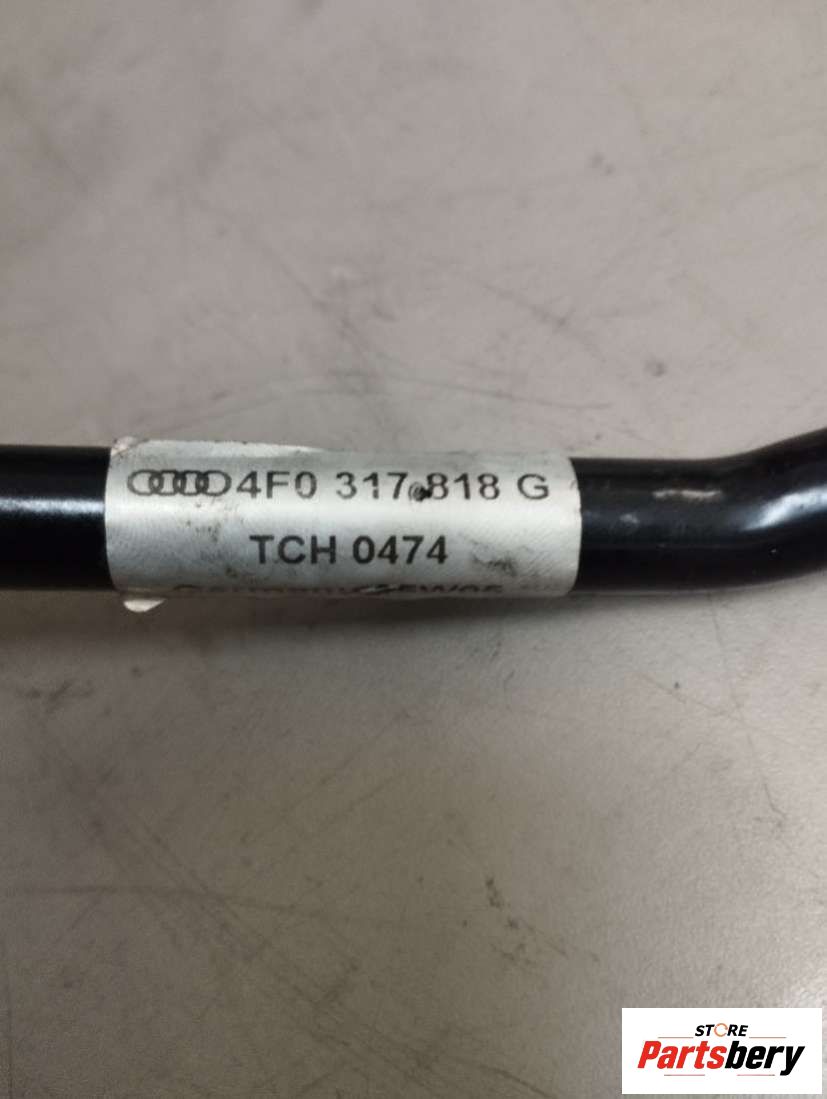 4F0 317 818 G
TCH 0474
STORE
Partsbery